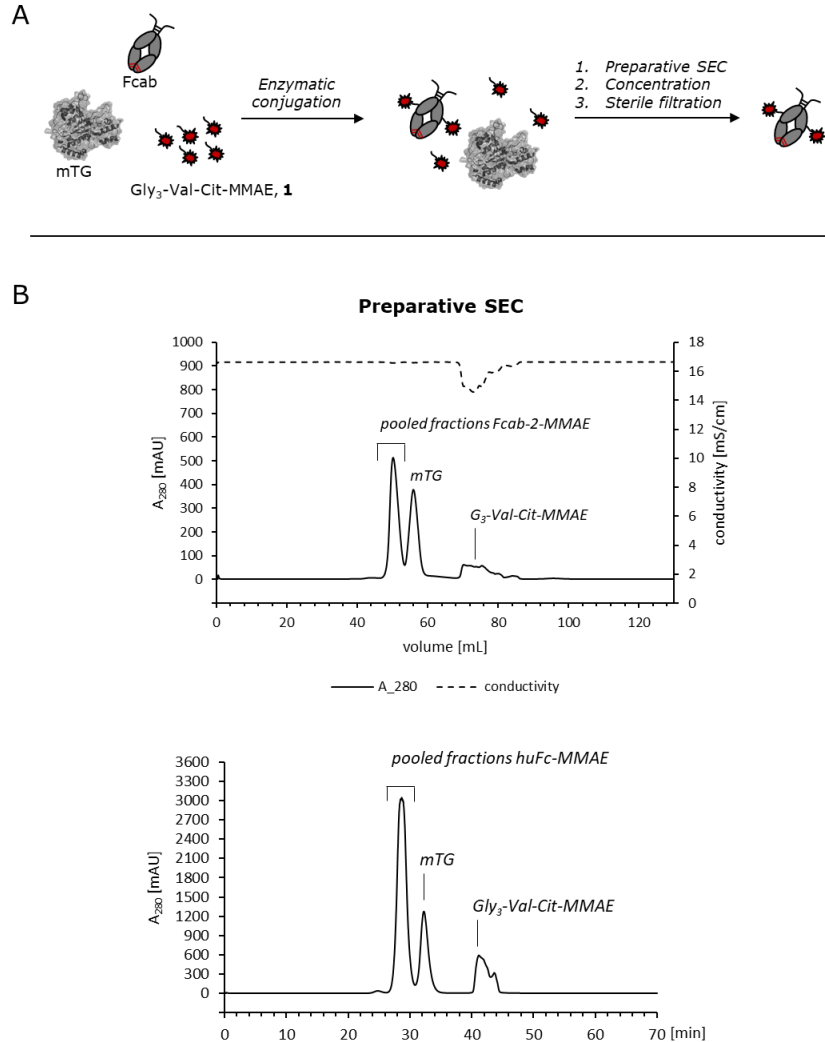 A
Fcab
mTG
Gly₃-Val-Cit-MMAE, 1
Enzymatic
conjugation
1. Preparative SEC
2. Concentration
3. Sterile filtration
B
Preparative SEC
1000
900
800
700
600
500
400
300
200
100
0
A₂₈₀ [mAU]
18
16
14
12
10
8
6
4
2
0
conductivity [mS/cm]
pooled fractions Fcab-2-MMAE
mTG
G₃-Val-Cit-MMAE
0 20 40 60 80 100 120
volume [mL]
A_280 conductivity
3600
3300
3000
2700
2400
2100
1800
1500
1200
900
600
300
0
A₂₈₀ [mAU]
pooled fractions huFc-MMAE
mTG
Gly₃-Val-Cit-MMAE
0 10 20 30 40 50 60 70 [min]